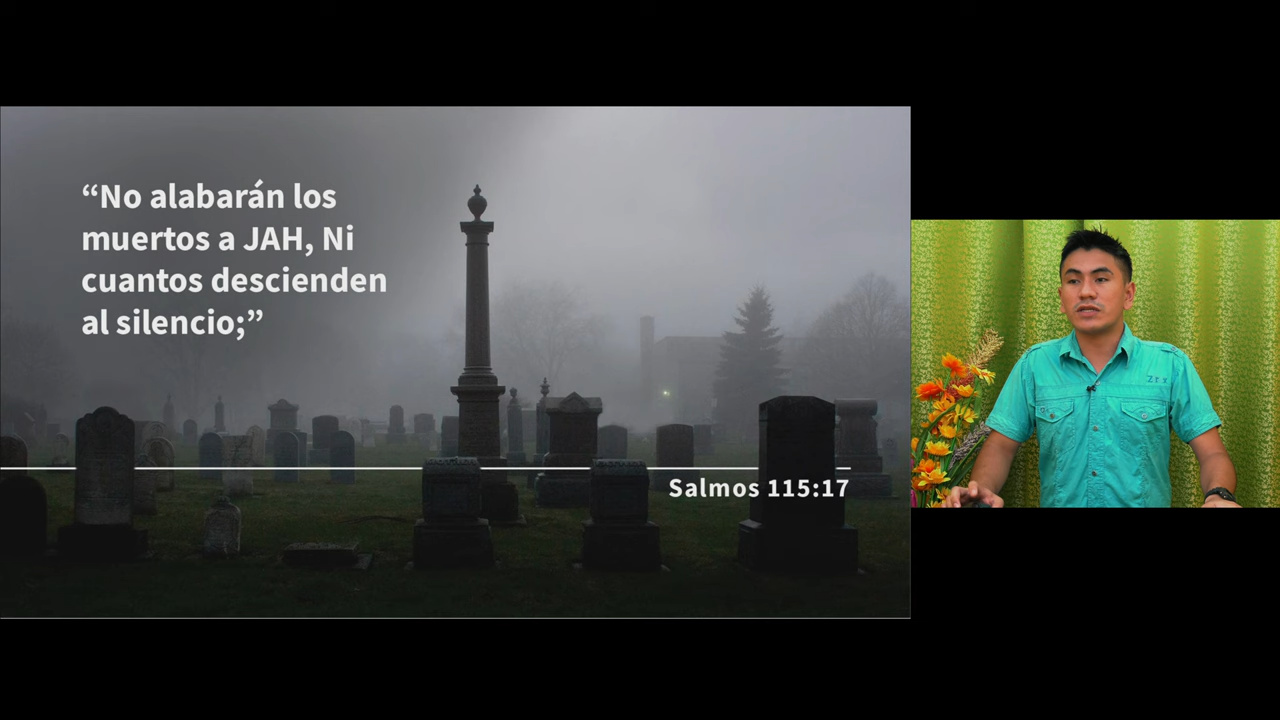 “No alabarán los
muertos a JAH, Ni
cuantos descienden
al silencio;”
Salmos 115:17